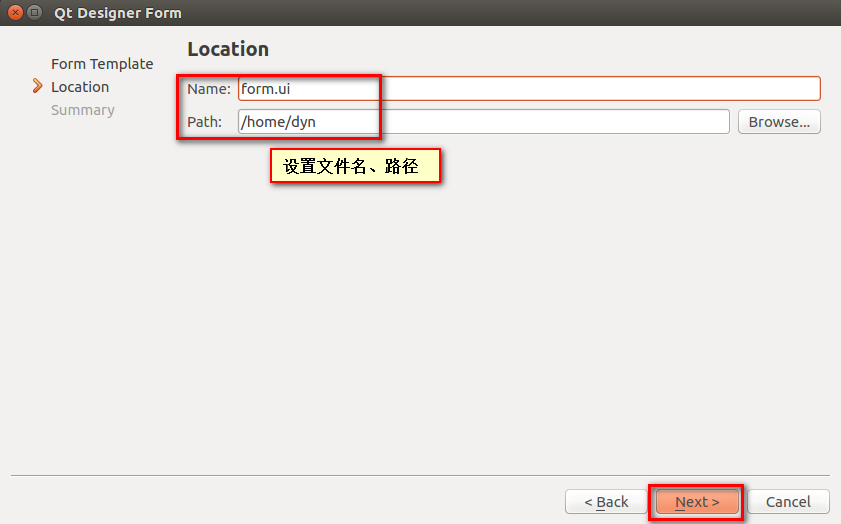 Qt Designer Form
Form Template
Location
Summary
Location
Name: form.ui
Path: /home/dyn Browse...
设置文件名、路径
< Back Next > Cancel